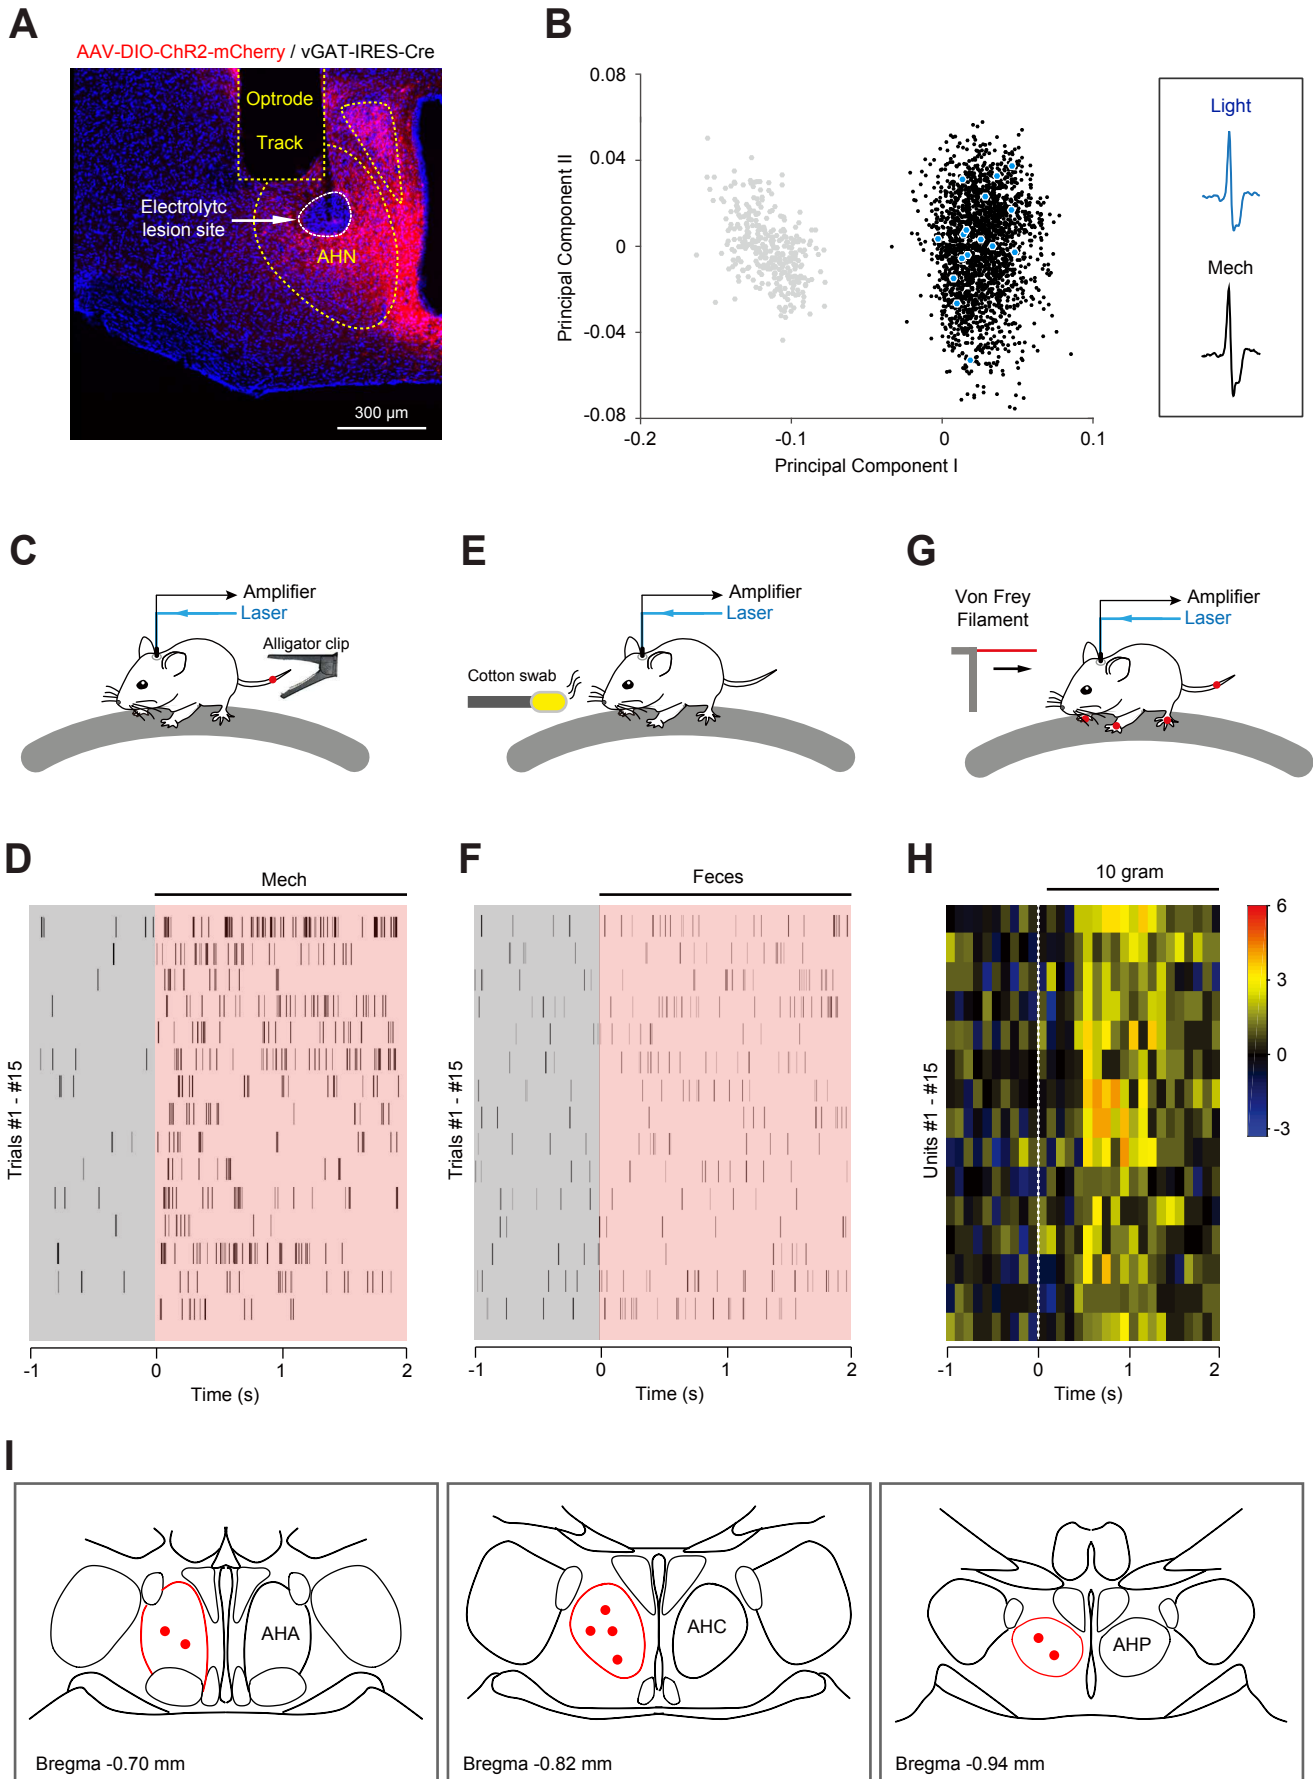 A
AAV-DIO-ChR2-mCherry / vGAT-IRES-Cre
Optrode
Track
Electrolytc
lesion site
AHN
300 µm
B
0.08
0.04
0
-0.04
-0.08
-0.2
-0.1
0
0.1
Principal Component II
Principal Component I
Light
Mech
C
Amplifier
Laser
Alligator clip
E
Amplifier
Laser
Cotton swab
G
Von Frey
Filament
Amplifier
Laser
D
Mech
Trials #1 - #15
-1
0
1
2
Time (s)
F
Feces
Trials #1 - #15
-1
0
1
2
Time (s)
H
10 gram
Units #1 - #15
6
3
0
-3
-1
0
1
2
Time (s)
I
AHA
Bregma -0.70 mm
AHC
Bregma -0.82 mm
AHP
Bregma -0.94 mm